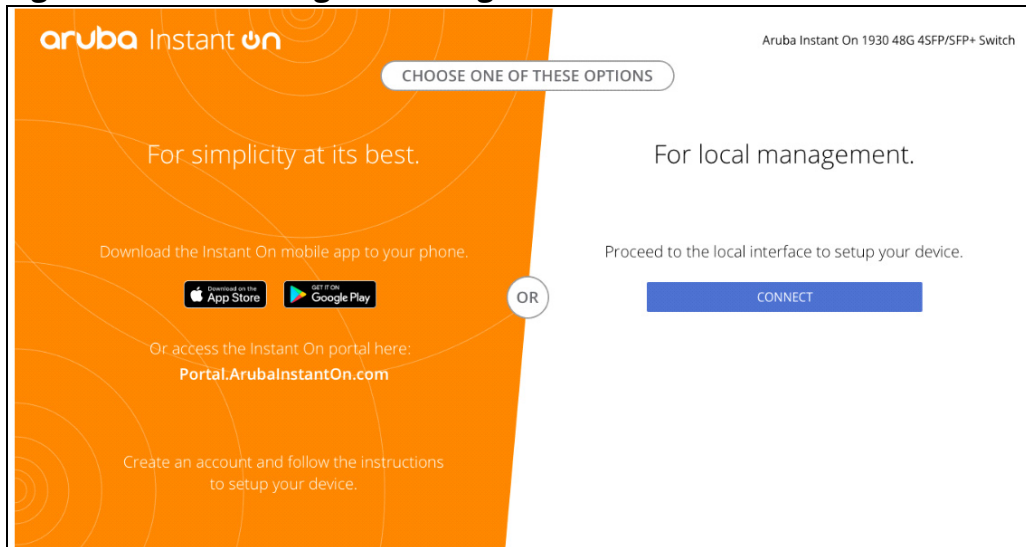 aruba Instant on
Aruba Instant On 1930 48G 4SFP/SFP+ Switch
CHOOSE ONE OF THESE OPTIONS
For simplicity at its best.
Download the Instant On mobile app to your phone.
Download on the
App Store
GET IT ON
Google Play
Or access the Instant On portal here:
Portal.ArubaInstantOn.com
Create an account and follow the instructions
to setup your device.
OR
For local management.
Proceed to the local interface to setup your device.
CONNECT